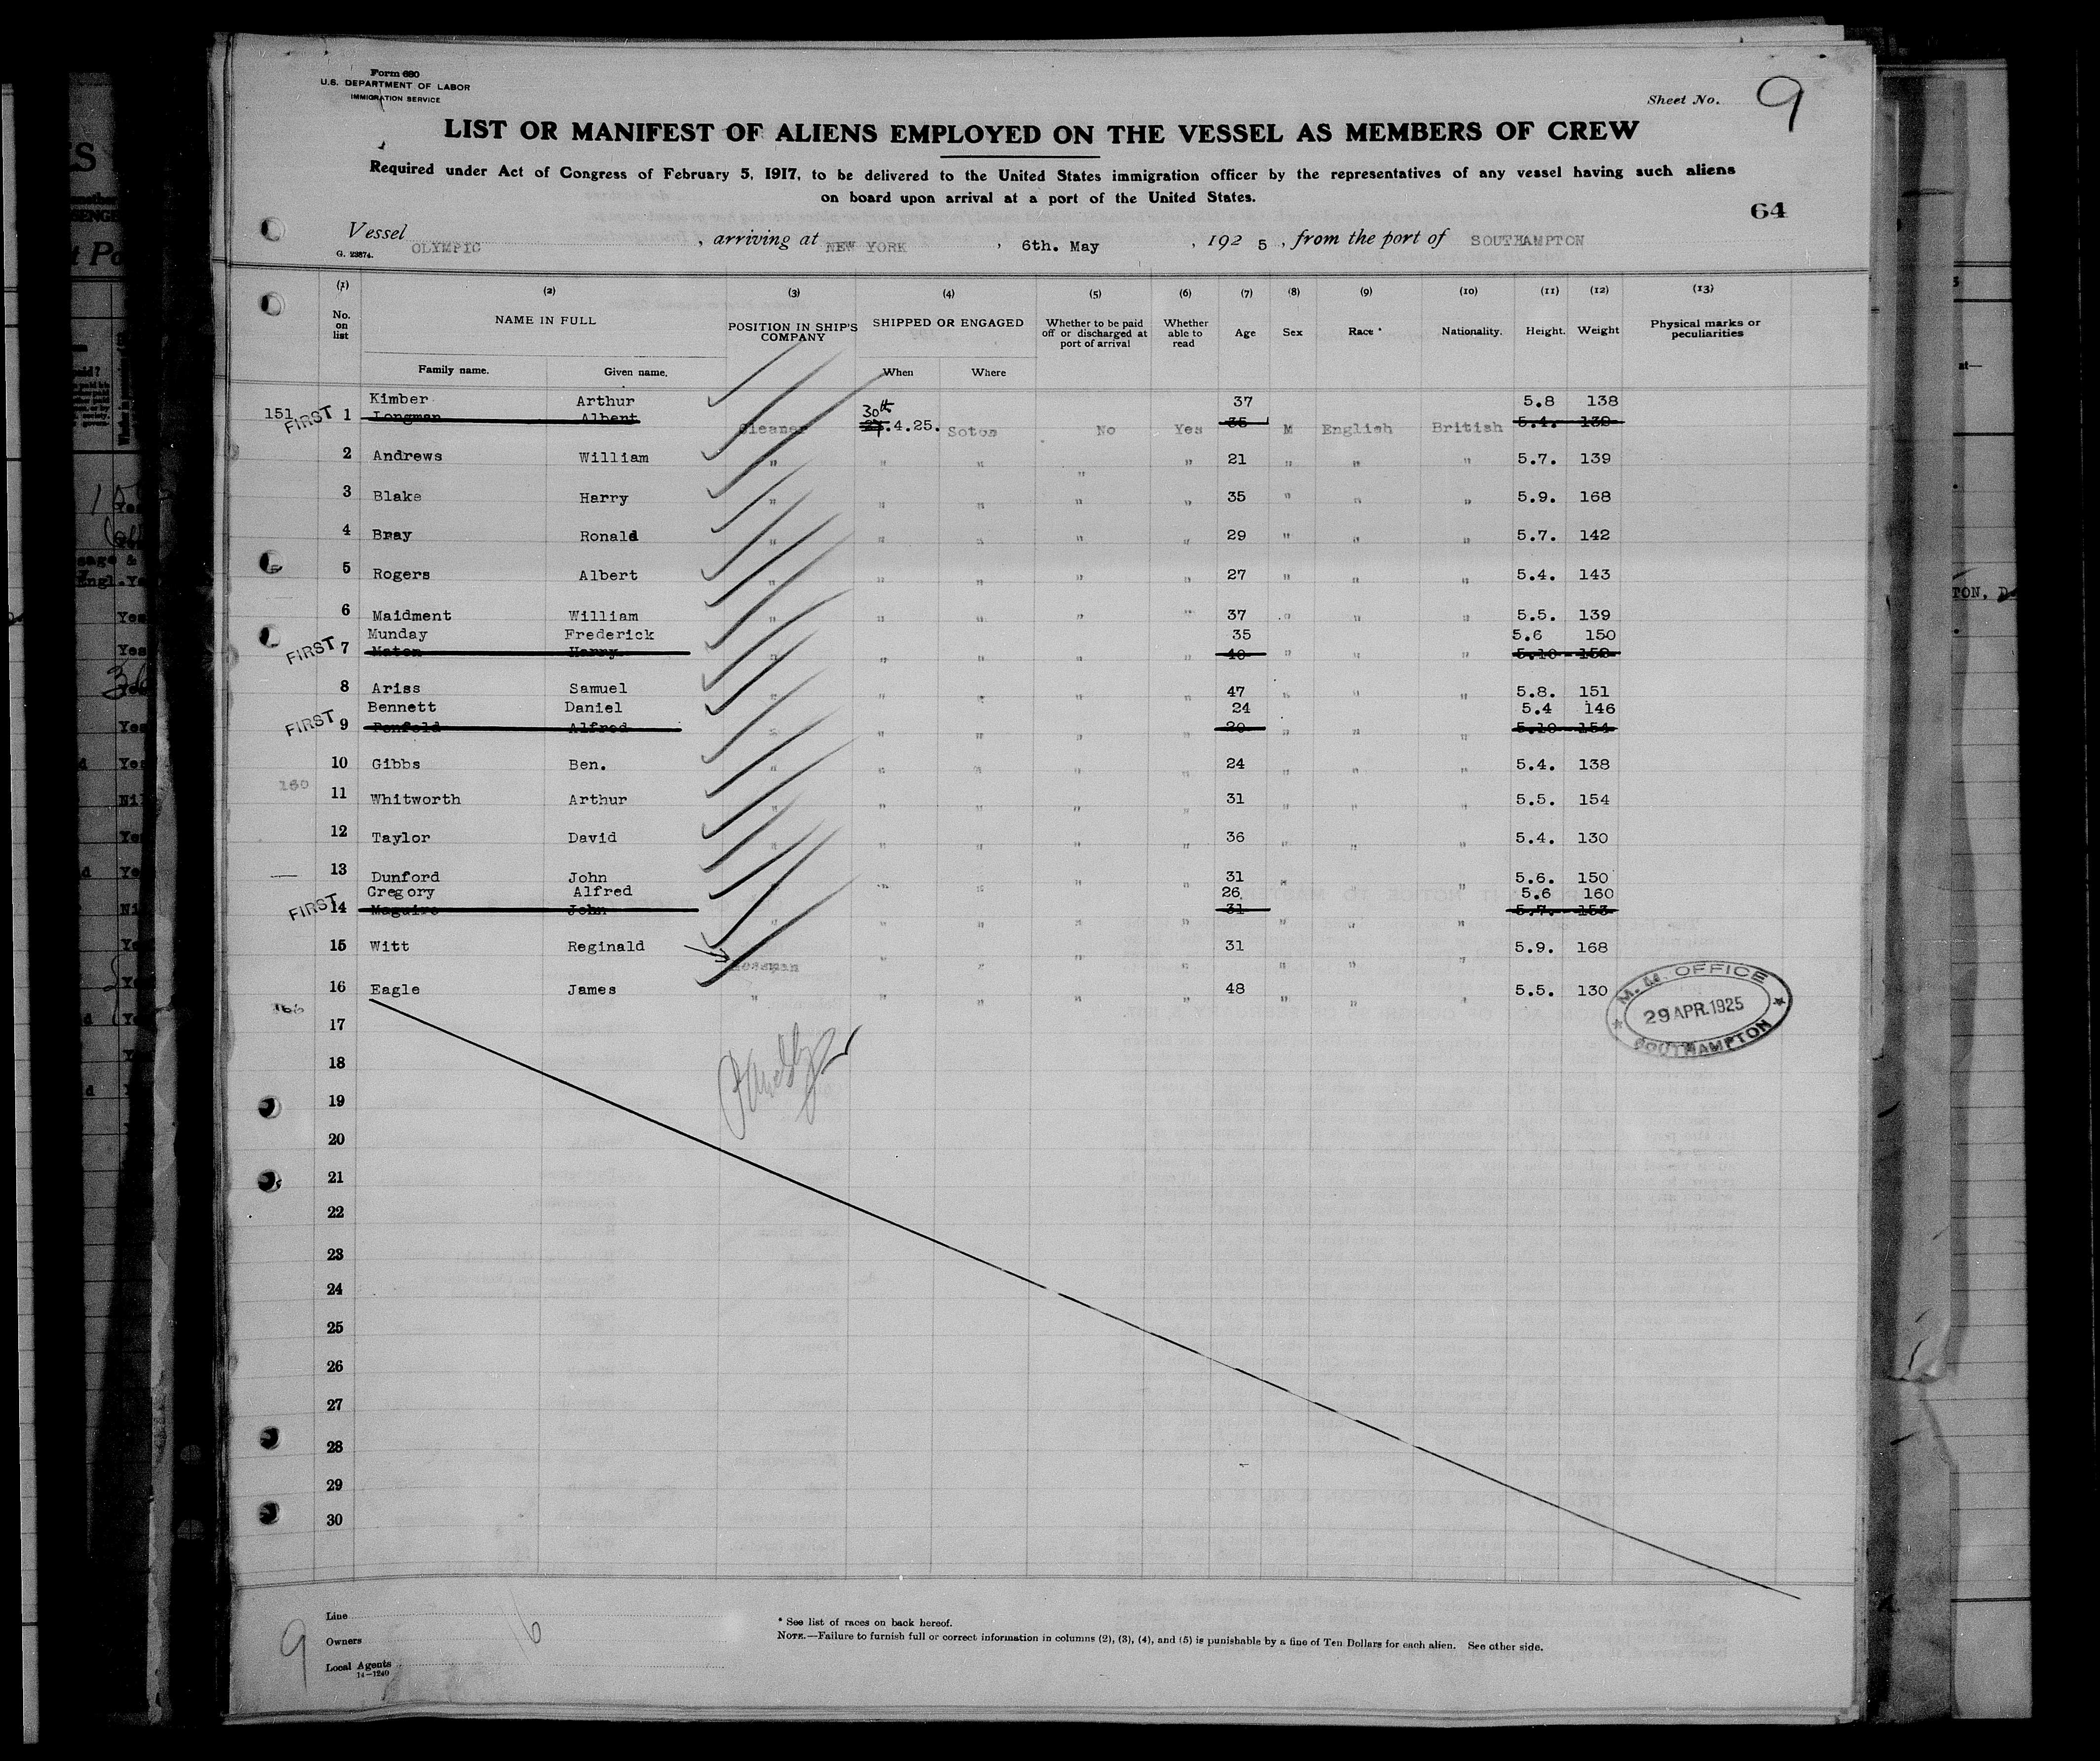 Form 680
U.S. DEPARTMENT OF LABOR
IMMIGRATION SERVICE
Sheet No. 9
LIST OR MANIFEST OF ALIENS EMPLOYED ON THE VESSEL AS MEMBERS OF CREW
Required under Act of Congress of February 5, 1917, to be delivered to the United States immigration officer by the representatives of any vessel having such aliens
on board upon arrival at a port of the United States.
64
Vessel OLYMPIC, arriving at NEW YORK, 6th. May, 192 5, from the port of SOUTHAMPTON
G. 23874.
(1) (2) (3) (4) (5) (6) (7) (8) (9) (10) (11) (12) (13)
No. on list NAME IN FULL POSITION IN SHIP'S COMPANY SHIPPED OR ENGAGED Whether to be paid off or discharged at port of arrival Whether able to read Age Sex Race * Nationality. Height. Weight Physical marks or peculiarities
Family name. Given name. When Where
Kimber Arthur 37 5.8 138
151 FIRST 1 Longman Albert Cleaner 30th .4.25. Soton No Yes 35 M English British 5.4. 139
2 Andrews William " " " " " 21 " " " 5.7. 139
3 Blake Harry " " " " " 35 " " " 5.9. 168
4 Bray Ronald " " " " " 29 " " " 5.7. 142
5 Rogers Albert " " " " " 27 " " " 5.4. 143
6 Maidment William " " " " " 37 " " " 5.5. 139
Munday Frederick 35 5.6 150
FIRST 7 Maton Harry " " " " 40 " " " 5.10
8 Ariss Samuel " " " " " 47 " " " 5.8. 151
Bennett Daniel 24 5.4 146
FIRST 9 Penfold Alfred " " " " " " " " 5.10 154
10 Gibbs Ben. " " " " " 24 " " " 5.4. 138
160 11 Whitworth Arthur " " " " 31 " " " 5.5. 154
12 Taylor David " " " " " 36 " " " 5.4. 130
13 Dunford John " " " " 31 " 5.6. 150
Gregory Alfred 26 5.6 160
FIRST 14 Maguire John " " " " 31 " " " 5.7. 153
15 Witt Reginald Messman " " " " 31 " " " 5.9. 168
16 Eagle James " " " " " 48 " " " 5.5. 130
166
M. M. OFFICE
29 APR. 1925
SOUTHAMPTON
17
18
19
20
21
22
23
24
25
26
27
28
29
30
9
16
Line
Owners
Local Agents
14-1240
* See list of races on back hereof.
NOTE.—Failure to furnish full or correct information in columns (2), (3), (4), and (5) is punishable by a fine of Ten Dollars for each alien. See other side.